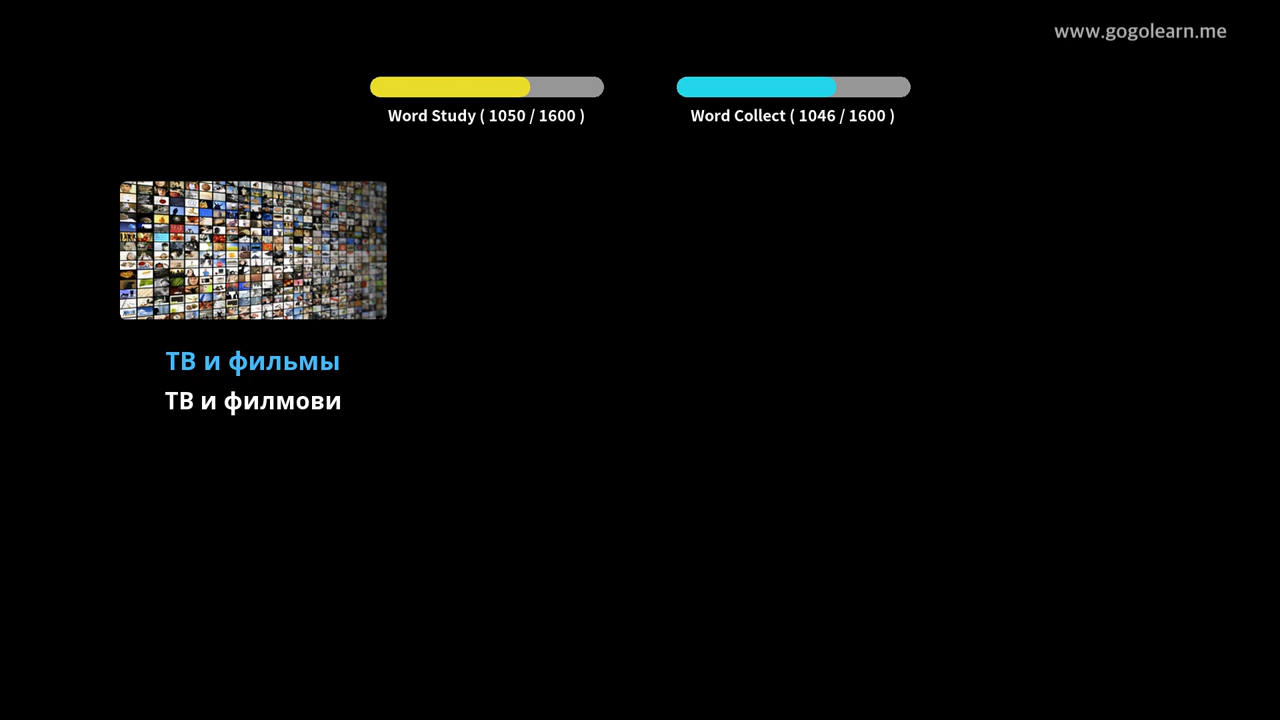 www.gogolearn.me
Word Study ( 1050 / 1600 )
Word Collect ( 1046 / 1600 )
ТВ и фильмы
ТВ и филмови